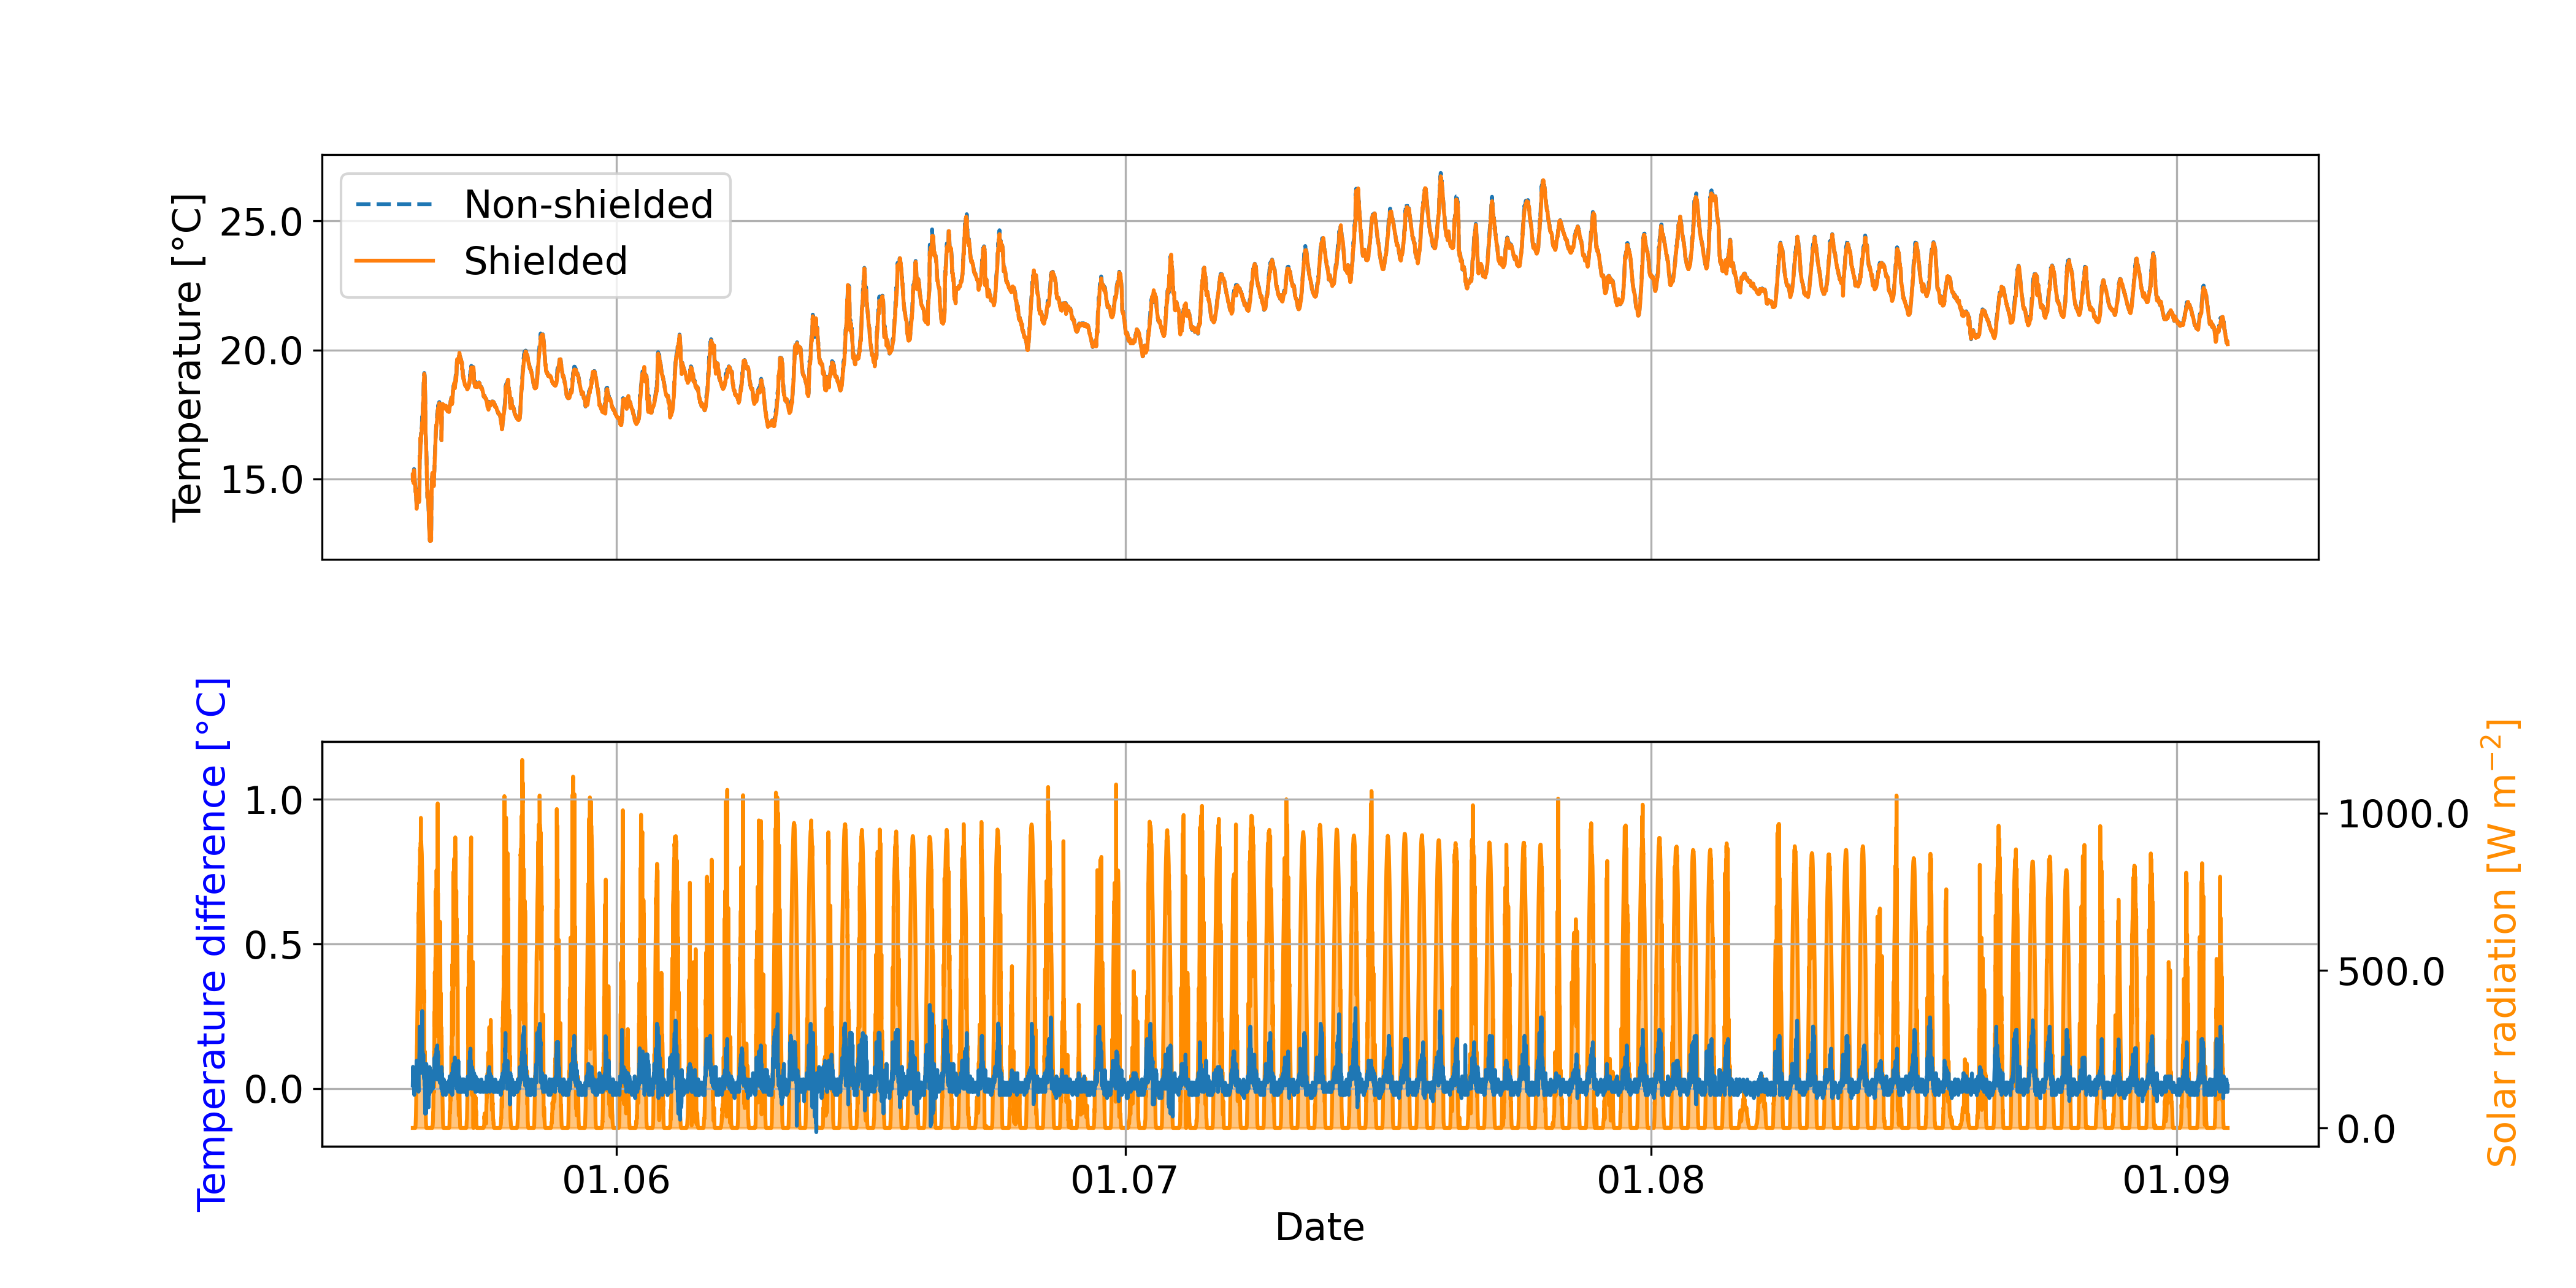 Temperature [°C]
25.0
20.0
15.0
Non-shielded
Shielded
Temperature difference [°C]
1.0
0.5
0.0
Solar radiation [W m⁻²]
1000.0
500.0
0.0
01.06 01.07 01.08 01.09
Date